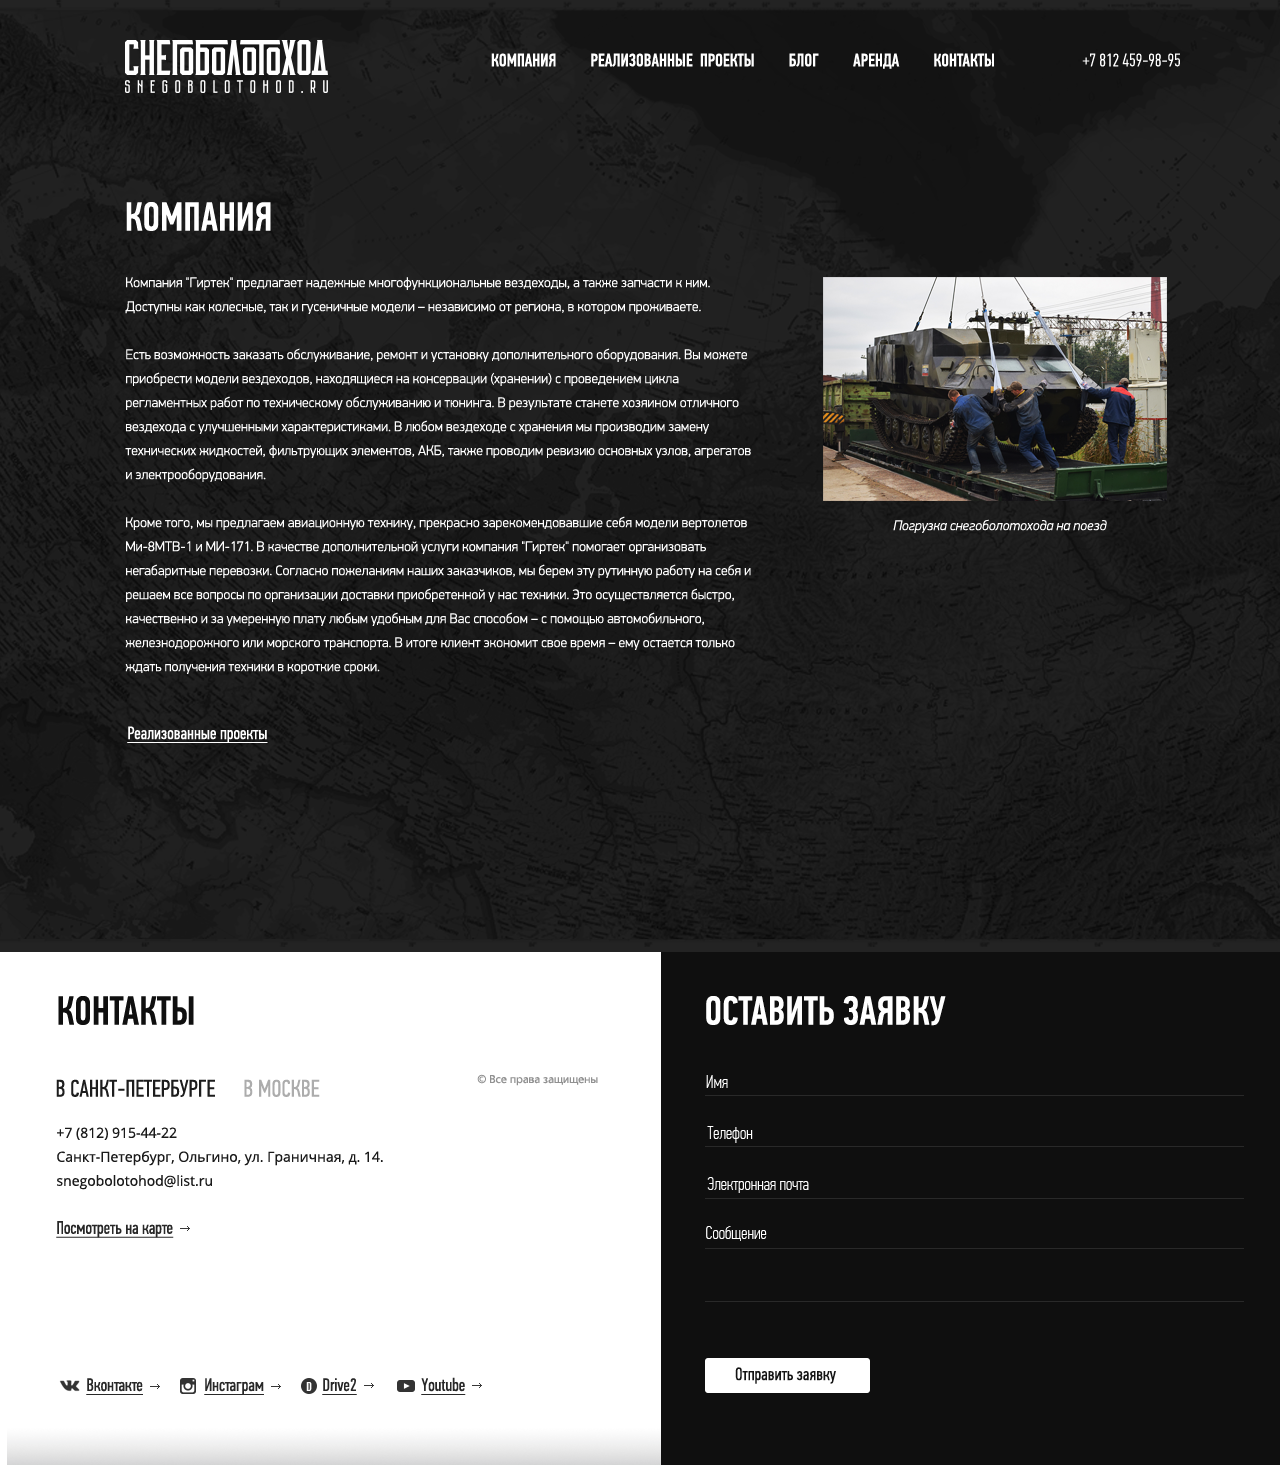 СНЕГОБОЛОТОХОД
SNEGOBOLOTOHOD.RU
КОМПАНИЯ РЕАЛИЗОВАННЫЕ ПРОЕКТЫ БЛОГ АРЕНДА КОНТАКТЫ +7 812 459-98-95
КОМПАНИЯ
Компания "Гиртек" предлагает надежные многофункциональные вездеходы, а также запчасти к ним.
Доступны как колесные, так и гусеничные модели – независимо от региона, в котором проживаете.
Есть возможность заказать обслуживание, ремонт и установку дополнительного оборудования. Вы можете
приобрести модели вездеходов, находящиеся на консервации (хранении) с проведением цикла
регламентных работ по техническому обслуживанию и тюнинга. В результате станете хозяином отличного
вездехода с улучшенными характеристиками. В любом вездеходе с хранения мы производим замену
технических жидкостей, фильтрующих элементов, АКБ, также проводим ревизию основных узлов, агрегатов
и электрооборудования.
Кроме того, мы предлагаем авиационную технику, прекрасно зарекомендовавшие себя модели вертолетов
Ми-8МТВ-1 и МИ-171. В качестве дополнительной услуги компания "Гиртек" помогает организовать
негабаритные перевозки. Согласно пожеланиям наших заказчиков, мы берем эту рутинную работу на себя и
решаем все вопросы по организации доставки приобретенной у нас техники. Это осуществляется быстро,
качественно и за умеренную плату любым удобным для Вас способом – с помощью автомобильного,
железнодорожного или морского транспорта. В итоге клиент экономит свое время – ему остается только
ждать получения техники в короткие сроки.
Погрузка снегоболотохода на поезд
Реализованные проекты
КОНТАКТЫ
В САНКТ-ПЕТЕРБУРГЕ В МОСКВЕ
© Все права защищены
+7 (812) 915-44-22
Санкт-Петербург, Ольгино, ул. Граничная, д. 14.
snegobolotohod@list.ru
Посмотреть на карте →
Вконтакте → Инстаграм → Drive2 → Youtube →
ОСТАВИТЬ ЗАЯВКУ
Имя
Телефон
Электронная почта
Сообщение
Отправить заявку